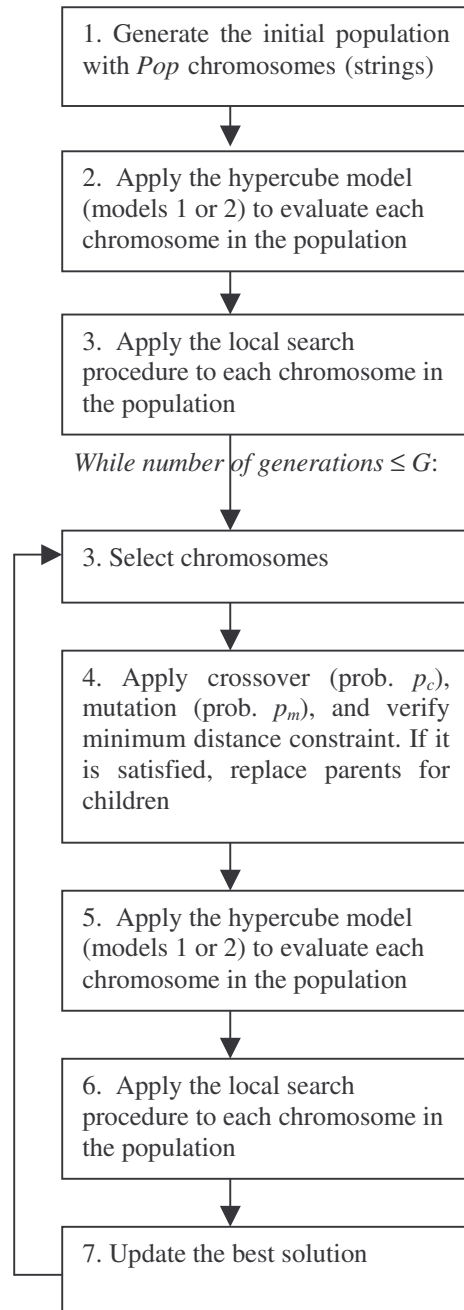 1. Generate the initial population
with Pop chromosomes (strings)
2. Apply the hypercube model
(models 1 or 2) to evaluate each
chromosome in the population
3. Apply the local search
procedure to each chromosome in
the population
While number of generations ≤ G:
3. Select chromosomes
4. Apply crossover (prob. pc),
mutation (prob. pm), and verify
minimum distance constraint. If it
is satisfied, replace parents for
children
5. Apply the hypercube model
(models 1 or 2) to evaluate each
chromosome in the population
6. Apply the local search
procedure to each chromosome in
the population
7. Update the best solution